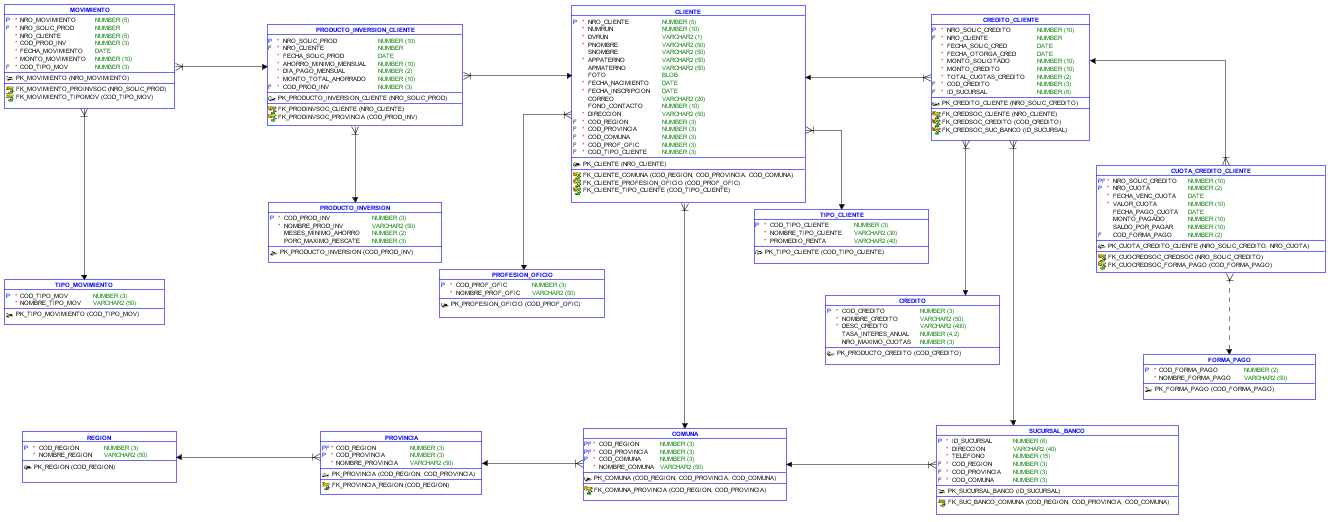 MOVIMIENTO
P * NRO_MOVIMIENTO NUMBER (5)
F * NRO_SOLIC_PROD NUMBER
* NRO_CLIENTE NUMBER (5)
* COD_PROD_INV NUMBER (3)
* FECHA_MOVIMIENTO DATE
* MONTO_MOVIMIENTO NUMBER (10)
F * COD_TIPO_MOV NUMBER (3)
PK_MOVIMIENTO (NRO_MOVIMIENTO)
FK_MOVIMIENTO_PROINVSOC (NRO_SOLIC_PROD)
FK_MOVIMIENTO_TIPOMOV (COD_TIPO_MOV)
PRODUCTO_INVERSION_CLIENTE
P * NRO_SOLIC_PROD NUMBER (10)
F * NRO_CLIENTE NUMBER
* FECHA_SOLIC_PROD DATE
* AHORRO_MINIMO_MENSUAL NUMBER (10)
* DIA_PAGO_MENSUAL NUMBER (2)
* MONTO_TOTAL_AHORRADO NUMBER (10)
F * COD_PROD_INV NUMBER (3)
PK_PRODUCTO_INVERSION_CLIENTE (NRO_SOLIC_PROD)
FK_PRODINVSOC_CLIENTE (NRO_CLIENTE)
FK_PRODINVSOC_PROVINCIA (COD_PROD_INV)
CLIENTE
P * NRO_CLIENTE NUMBER (5)
* NUMRUN NUMBER (10)
* DVRUN VARCHAR2 (1)
* PNOMBRE VARCHAR2 (50)
SNOMBRE VARCHAR2 (50)
* APPATERNO VARCHAR2 (50)
APMATERNO VARCHAR2 (50)
FOTO BLOB
* FECHA_NACIMIENTO DATE
* FECHA_INSCRIPCION DATE
CORREO VARCHAR2 (20)
FONO_CONTACTO NUMBER (10)
* DIRECCION VARCHAR2 (50)
F * COD_REGION NUMBER (3)
F * COD_PROVINCIA NUMBER (3)
F * COD_COMUNA NUMBER (3)
F * COD_PROF_OFIC NUMBER (3)
F * COD_TIPO_CLIENTE NUMBER (3)
PK_CLIENTE (NRO_CLIENTE)
FK_CLIENTE_COMUNA (COD_REGION, COD_PROVINCIA, COD_COMUNA)
FK_CLIENTE_PROFESION_OFICIO (COD_PROF_OFIC)
FK_CLIENTE_TIPO_CLIENTE (COD_TIPO_CLIENTE)
CREDITO_CLIENTE
P * NRO_SOLIC_CREDITO NUMBER (10)
F * NRO_CLIENTE NUMBER
* FECHA_SOLIC_CRED DATE
* FECHA_OTORGA_CRED DATE
* MONTO_SOLICITADO NUMBER (10)
* MONTO_CREDITO NUMBER (10)
* TOTAL_CUOTAS_CREDITO NUMBER (2)
F * COD_CREDITO NUMBER (3)
F * ID_SUCURSAL NUMBER (6)
PK_CREDITO_CLIENTE (NRO_SOLIC_CREDITO)
FK_CREDSOC_CLIENTE (NRO_CLIENTE)
FK_CREDSOC_CREDITO (COD_CREDITO)
FK_CREDSOC_SUC_BANCO (ID_SUCURSAL)
CUOTA_CREDITO_CLIENTE
PF * NRO_SOLIC_CREDITO NUMBER (10)
P * NRO_CUOTA NUMBER (2)
* FECHA_VENC_CUOTA DATE
* VALOR_CUOTA NUMBER (10)
FECHA_PAGO_CUOTA DATE
MONTO_PAGADO NUMBER (10)
SALDO_POR_PAGAR NUMBER (10)
F COD_FORMA_PAGO NUMBER (2)
PK_CUOTA_CREDITO_CLIENTE (NRO_SOLIC_CREDITO, NRO_CUOTA)
FK_CUOCREDSOC_CREDSOC (NRO_SOLIC_CREDITO)
FK_CUOCREDSOC_FORMA_PAGO (COD_FORMA_PAGO)
PRODUCTO_INVERSION
P * COD_PROD_INV NUMBER (3)
* NOMBRE_PROD_INV VARCHAR2 (50)
MESES_MINIMO_AHORRO NUMBER (2)
PORC_MAXIMO_RESCATE NUMBER (3)
PK_PRODUCTO_INVERSION (COD_PROD_INV)
TIPO_CLIENTE
P * COD_TIPO_CLIENTE NUMBER (3)
* NOMBRE_TIPO_CLIENTE VARCHAR2 (30)
* PROMEDIO_RENTA VARCHAR2 (40)
PK_TIPO_CLIENTE (COD_TIPO_CLIENTE)
PROFESION_OFICIO
P * COD_PROF_OFIC NUMBER (3)
* NOMBRE_PROF_OFIC VARCHAR2 (50)
PK_PROFESION_OFICIO (COD_PROF_OFIC)
TIPO_MOVIMIENTO
P * COD_TIPO_MOV NUMBER (3)
* NOMBRE_TIPO_MOV VARCHAR2 (50)
PK_TIPO_MOVIMIENTO (COD_TIPO_MOV)
CREDITO
P * COD_CREDITO NUMBER (3)
* NOMBRE_CREDITO VARCHAR2 (50)
* DESC_CREDITO VARCHAR2 (400)
TASA_INTERES_ANUAL NUMBER (4,2)
NRO_MAXIMO_CUOTAS NUMBER (3)
PK_PRODUCTO_CREDITO (COD_CREDITO)
FORMA_PAGO
P * COD_FORMA_PAGO NUMBER (2)
* NOMBRE_FORMA_PAGO VARCHAR2 (50)
PK_FORMA_PAGO (COD_FORMA_PAGO)
REGION
P * COD_REGION NUMBER (3)
* NOMBRE_REGION VARCHAR2 (50)
PK_REGION (COD_REGION)
PROVINCIA
PF * COD_REGION NUMBER (3)
P * COD_PROVINCIA NUMBER (3)
* NOMBRE_PROVINCIA VARCHAR2 (50)
PK_PROVINCIA (COD_REGION, COD_PROVINCIA)
FK_PROVINCIA_REGION (COD_REGION)
COMUNA
PF * COD_REGION NUMBER (3)
PF * COD_PROVINCIA NUMBER (3)
P * COD_COMUNA NUMBER (3)
* NOMBRE_COMUNA VARCHAR2 (50)
PK_COMUNA (COD_REGION, COD_PROVINCIA, COD_COMUNA)
FK_COMUNA_PROVINCIA (COD_REGION, COD_PROVINCIA)
SUCURSAL_BANCO
P * ID_SUCURSAL NUMBER (6)
* DIRECCION VARCHAR2 (40)
* TELEFONO NUMBER (15)
F * COD_REGION NUMBER (3)
F * COD_PROVINCIA NUMBER (3)
F * COD_COMUNA NUMBER (3)
PK_SUCURSAL_BANCO (ID_SUCURSAL)
FK_SUC_BANCO_COMUNA (COD_REGION, COD_PROVINCIA, COD_COMUNA)